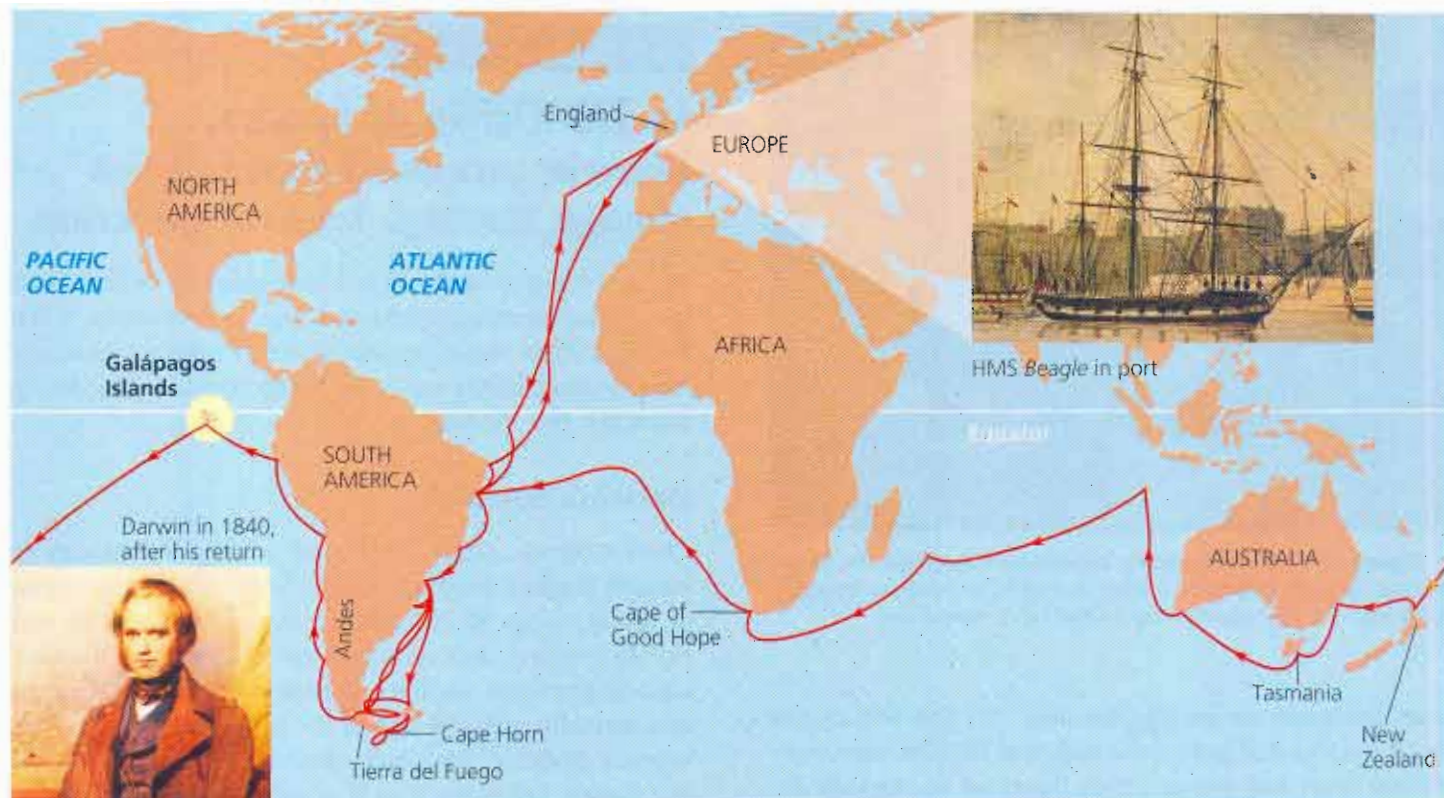 England
EUROPE
NORTH
AMERICA
PACIFIC
OCEAN
ATLANTIC
OCEAN
AFRICA
HMS Beagle in port
Galápagos
Islands
Equator
SOUTH
AMERICA
Darwin in 1840,
after his return
AUSTRALIA
Andes
Cape of
Good Hope
Tasmania
Cape Horn
New
Zealand
Tierra del Fuego